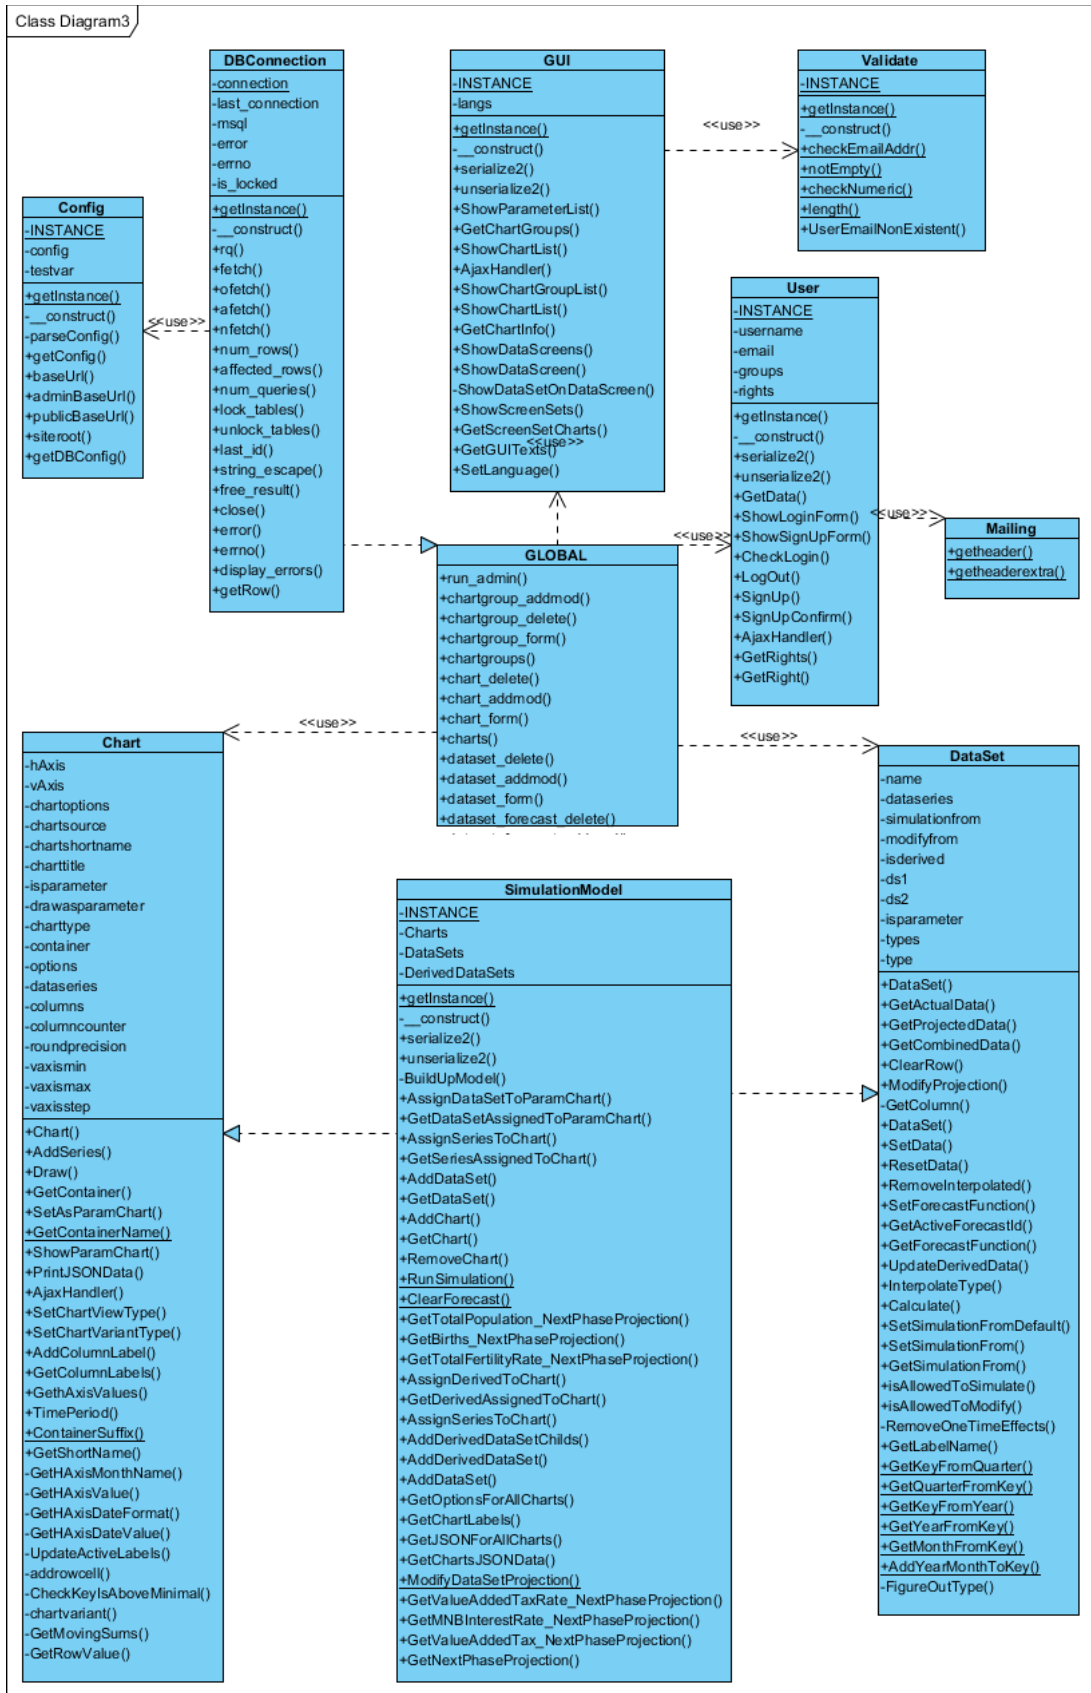 Class Diagram3
DBConnection
-connection
-last_connection
-msql
-error
-errno
-is_locked
+getInstance()
-__construct()
+rq()
+fetch()
+ofetch()
+afetch()
+nfetch()
+num_rows()
+affected_rows()
+num_queries()
+lock_tables()
+unlock_tables()
+last_id()
+string_escape()
+free_result()
+close()
+error()
+errno()
+display_errors()
+getRow()
GUI
-INSTANCE
-langs
+getInstance()
-__construct()
+serialize2()
+unserialize2()
+ShowParameterList()
+GetChartGroups()
+ShowChartList()
+AjaxHandler()
+ShowChartGroupList()
+ShowChartList()
+GetChartInfo()
+ShowDataScreens()
+ShowDataScreen()
-ShowDataSetOnDataScreen()
+ShowScreenSets()
+GetScreenSetCharts()
+GetGUITexts()
+SetLanguage()
<<use>>
<<use>>
Validate
-INSTANCE
+getInstance()
-__construct()
+checkEmailAddr()
+notEmpty()
+checkNumeric()
+length()
+UserEmailNonExistent()
Config
-INSTANCE
-config
-testvar
+getInstance()
-__construct()
-parseConfig()
+getConfig()
+baseUrl()
+adminBaseUrl()
+publicBaseUrl()
+siteroot()
+getDBConfig()
<<use>>
User
-INSTANCE
-username
-email
-groups
-rights
+getInstance()
-__construct()
+serialize2()
+unserialize2()
+GetData()
+ShowLoginForm()
+ShowSignUpForm()
+CheckLogin()
+LogOut()
+SignUp()
+SignUpConfirm()
+AjaxHandler()
+GetRights()
+GetRight()
<<use>>
<<use>>
Mailing
+getheader()
+getheaderextra()
GLOBAL
+run_admin()
+chartgroup_addmod()
+chartgroup_delete()
+chartgroup_form()
+chartgroups()
+chart_delete()
+chart_addmod()
+chart_form()
+charts()
+dataset_delete()
+dataset_addmod()
+dataset_form()
+dataset_forecast_delete()
<<use>>
<<use>>
Chart
-hAxis
-vAxis
-chartoptions
-chartsource
-chartshortname
-charttitle
-isparameter
-drawasparameter
-charttype
-container
-options
-dataseries
-columns
-columncounter
-roundprecision
-vaxismin
-vaxismax
-vaxisstep
+Chart()
+AddSeries()
+Draw()
+GetContainer()
+SetAsParamChart()
+GetContainerName()
+ShowParamChart()
+PrintJSONData()
+AjaxHandler()
+SetChartViewType()
+SetChartVariantType()
+AddColumnLabel()
+GetColumnLabels()
+GethAxisValues()
+TimePeriod()
+ContainerSuffix()
+GetShortName()
-GetHAxisMonthName()
-GetHAxisValue()
-GetHAxisDateFormat()
-GetHAxisDateValue()
-UpdateActiveLabels()
-addrowcell()
-CheckKeyIsAboveMinimal()
-chartvariant()
-GetMovingSums()
-GetRowValue()
SimulationModel
-INSTANCE
-Charts
-DataSets
-DerivedDataSets
+getInstance()
-__construct()
+serialize2()
+unserialize2()
-BuildUpModel()
+AssignDataSetToParamChart()
+GetDataSetAssignedToParamChart()
+AssignSeriesToChart()
+GetSeriesAssignedToChart()
+AddDataSet()
+GetDataSet()
+AddChart()
+GetChart()
+RemoveChart()
+RunSimulation()
+ClearForecast()
+GetTotalPopulation_NextPhaseProjection()
+GetBirths_NextPhaseProjection()
+GetTotalFertilityRate_NextPhaseProjection()
+AssignDerivedToChart()
+GetDerivedAssignedToChart()
+AssignSeriesToChart()
+AddDerivedDataSetChilds()
+AddDerivedDataSet()
+AddDataSet()
+GetOptionsForAllCharts()
+GetChartLabels()
+GetJSONForAllCharts()
+GetChartsJSONData()
+ModifyDataSetProjection()
+GetValueAddedTaxRate_NextPhaseProjection()
+GetMNBInterestRate_NextPhaseProjection()
+GetValueAddedTax_NextPhaseProjection()
+GetNextPhaseProjection()
DataSet
-name
-dataseries
-simulationfrom
-modifyfrom
-isderived
-ds1
-ds2
-isparameter
-types
-type
+DataSet()
+GetActualData()
+GetProjectedData()
+GetCombinedData()
+ClearRow()
+ModifyProjection()
-GetColumn()
+DataSet()
+SetData()
+ResetData()
+RemoveInterpolated()
+SetForecastFunction()
+GetActiveForecastId()
+GetForecastFunction()
+UpdateDerivedData()
+InterpolateType()
+Calculate()
+SetSimulationFromDefault()
+SetSimulationFrom()
+GetSimulationFrom()
+isAllowedToSimulate()
+isAllowedToModify()
-RemoveOneTimeEffects()
+GetLabelName()
+GetKeyFromQuarter()
+GetQuarterFromKey()
+GetKeyFromYear()
+GetYearFromKey()
+GetMonthFromKey()
+AddYearMonthToKey()
-FigureOutType()